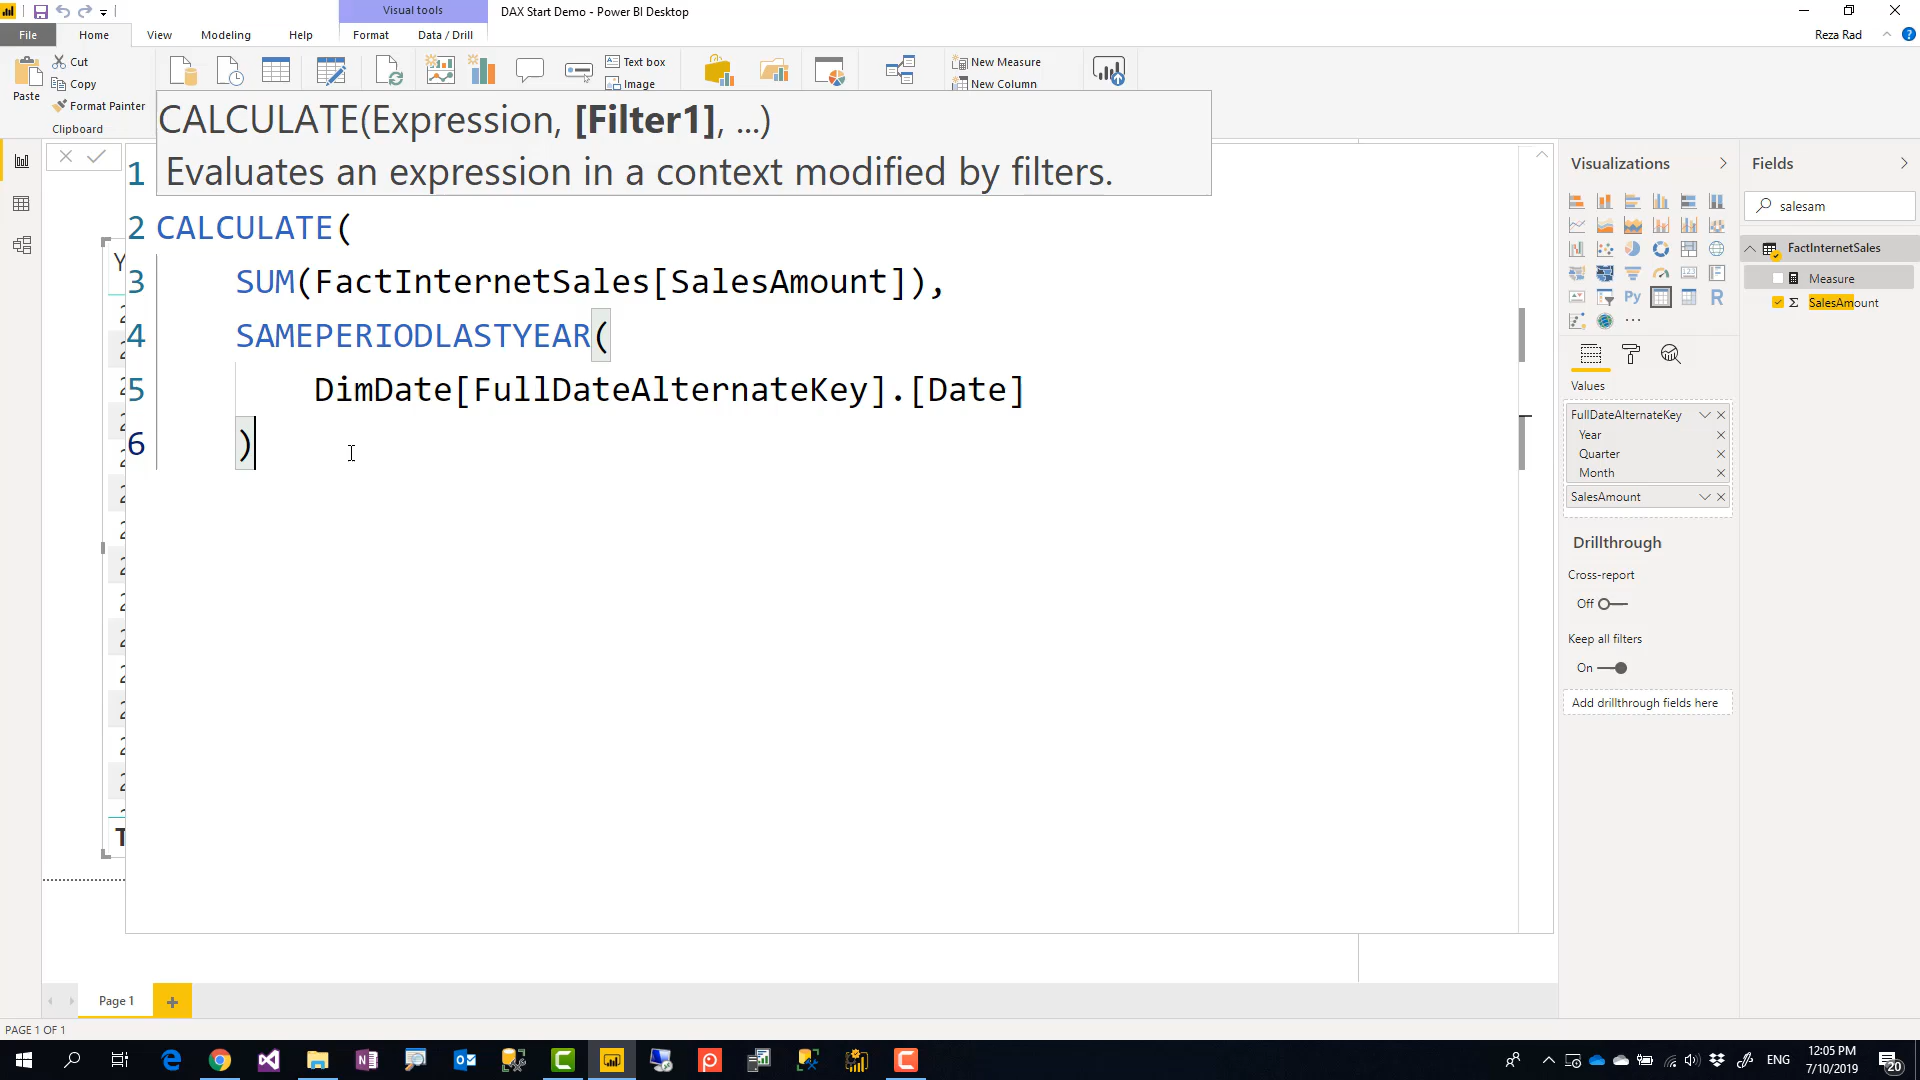 Visual tools
DAX Start Demo - Power BI Desktop
File
Home
View
Modeling
Help
Format
Data / Drill
Reza Rad
Paste
Cut
Copy
Format Painter
Clipboard
Text box
Image
New Measure
New Column
CALCULATE(Expression, [Filter1], ...)
Evaluates an expression in a context modified by filters.
1
2 CALCULATE(
3 SUM(FactInternetSales[SalesAmount]),
4 SAMEPERIODLASTYEAR(
5 DimDate[FullDateAlternateKey].[Date]
6 )
Visualizations
Py
R
Values
FullDateAlternateKey
Year
Quarter
Month
SalesAmount
Drillthrough
Cross-report
Off
Keep all filters
On
Add drillthrough fields here
Fields
salesam
FactInternetSales
Measure
SalesAmount
Page 1
PAGE 1 OF 1
ENG
12:05 PM
7/10/2019
20